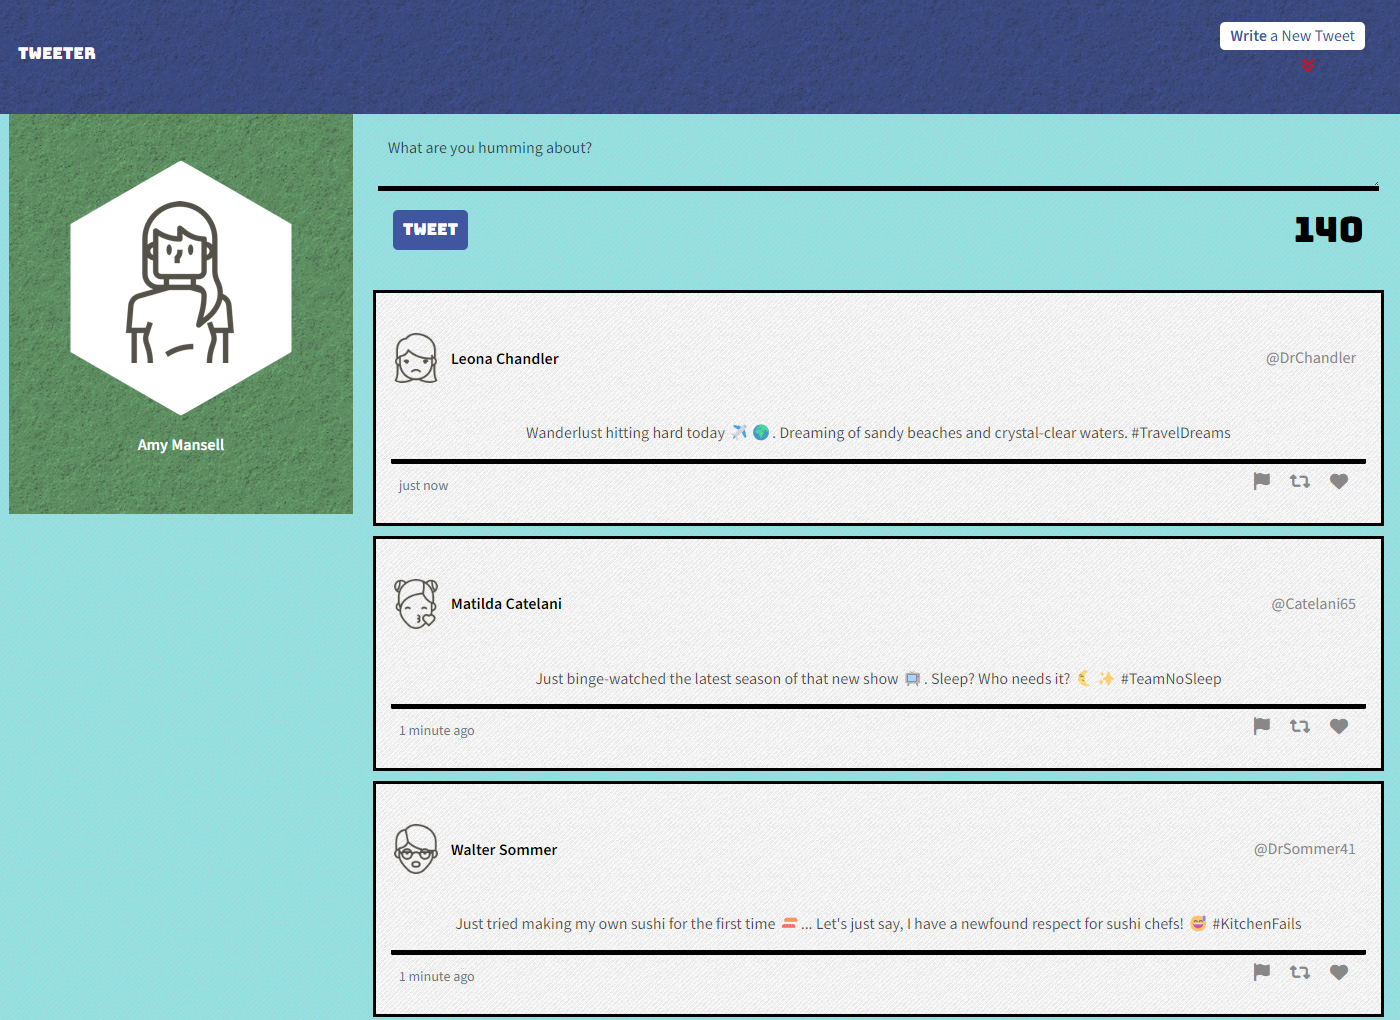 TWEETER
Write a New Tweet
Amy Mansell
What are you humming about?
TWEET
140
Leona Chandler
@DrChandler
Wanderlust hitting hard today ✈️ 🌍 . Dreaming of sandy beaches and crystal-clear waters. #TravelDreams
just now
Matilda Catelani
@Catelani65
Just binge-watched the latest season of that new show 📺 . Sleep? Who needs it? 🌜 ✨ #TeamNoSleep
1 minute ago
Walter Sommer
@DrSommer41
Just tried making my own sushi for the first time 🍣 ... Let's just say, I have a newfound respect for sushi chefs! 😅 #KitchenFails
1 minute ago